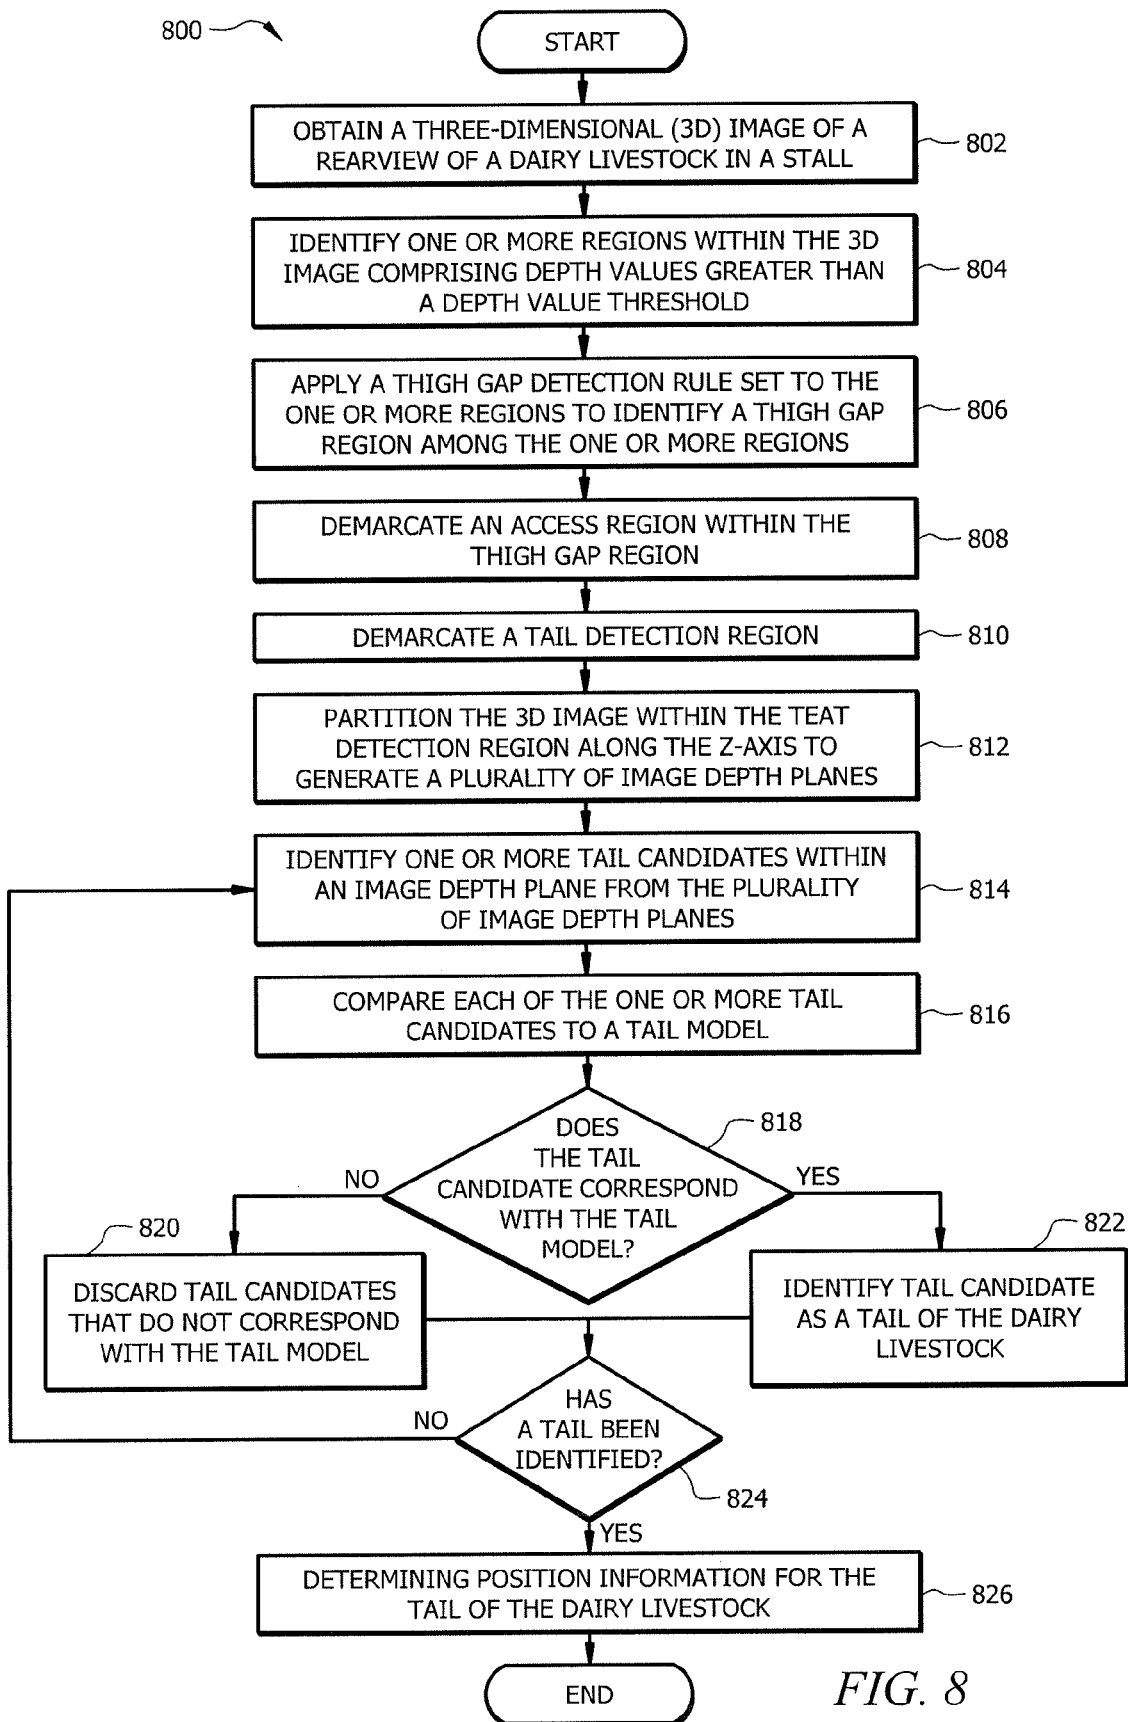 800
START
OBTAIN A THREE-DIMENSIONAL (3D) IMAGE OF A
REARVIEW OF A DAIRY LIVESTOCK IN A STALL
802
IDENTIFY ONE OR MORE REGIONS WITHIN THE 3D
IMAGE COMPRISING DEPTH VALUES GREATER THAN
A DEPTH VALUE THRESHOLD
804
APPLY A THIGH GAP DETECTION RULE SET TO THE
ONE OR MORE REGIONS TO IDENTIFY A THIGH GAP
REGION AMONG THE ONE OR MORE REGIONS
806
DEMARCATE AN ACCESS REGION WITHIN THE
THIGH GAP REGION
808
DEMARCATE A TAIL DETECTION REGION
810
PARTITION THE 3D IMAGE WITHIN THE TEAT
DETECTION REGION ALONG THE Z-AXIS TO
GENERATE A PLURALITY OF IMAGE DEPTH PLANES
812
IDENTIFY ONE OR MORE TAIL CANDIDATES WITHIN
AN IMAGE DEPTH PLANE FROM THE PLURALITY
OF IMAGE DEPTH PLANES
814
COMPARE EACH OF THE ONE OR MORE TAIL
CANDIDATES TO A TAIL MODEL
816
DOES
THE TAIL
CANDIDATE CORRESPOND
WITH THE TAIL
MODEL?
818
NO
YES
820
DISCARD TAIL CANDIDATES
THAT DO NOT CORRESPOND
WITH THE TAIL MODEL
822
IDENTIFY TAIL CANDIDATE
AS A TAIL OF THE DAIRY
LIVESTOCK
HAS
A TAIL BEEN
IDENTIFIED?
NO
824
YES
DETERMINING POSITION INFORMATION FOR THE
TAIL OF THE DAIRY LIVESTOCK
826
END
FIG. 8